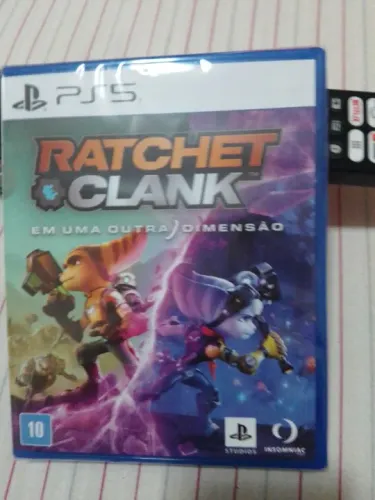 PS5
RATCHET
& CLANK
EM UMA OUTRA DIMENSÃO
10
STUDIOS
INSOMNIAC